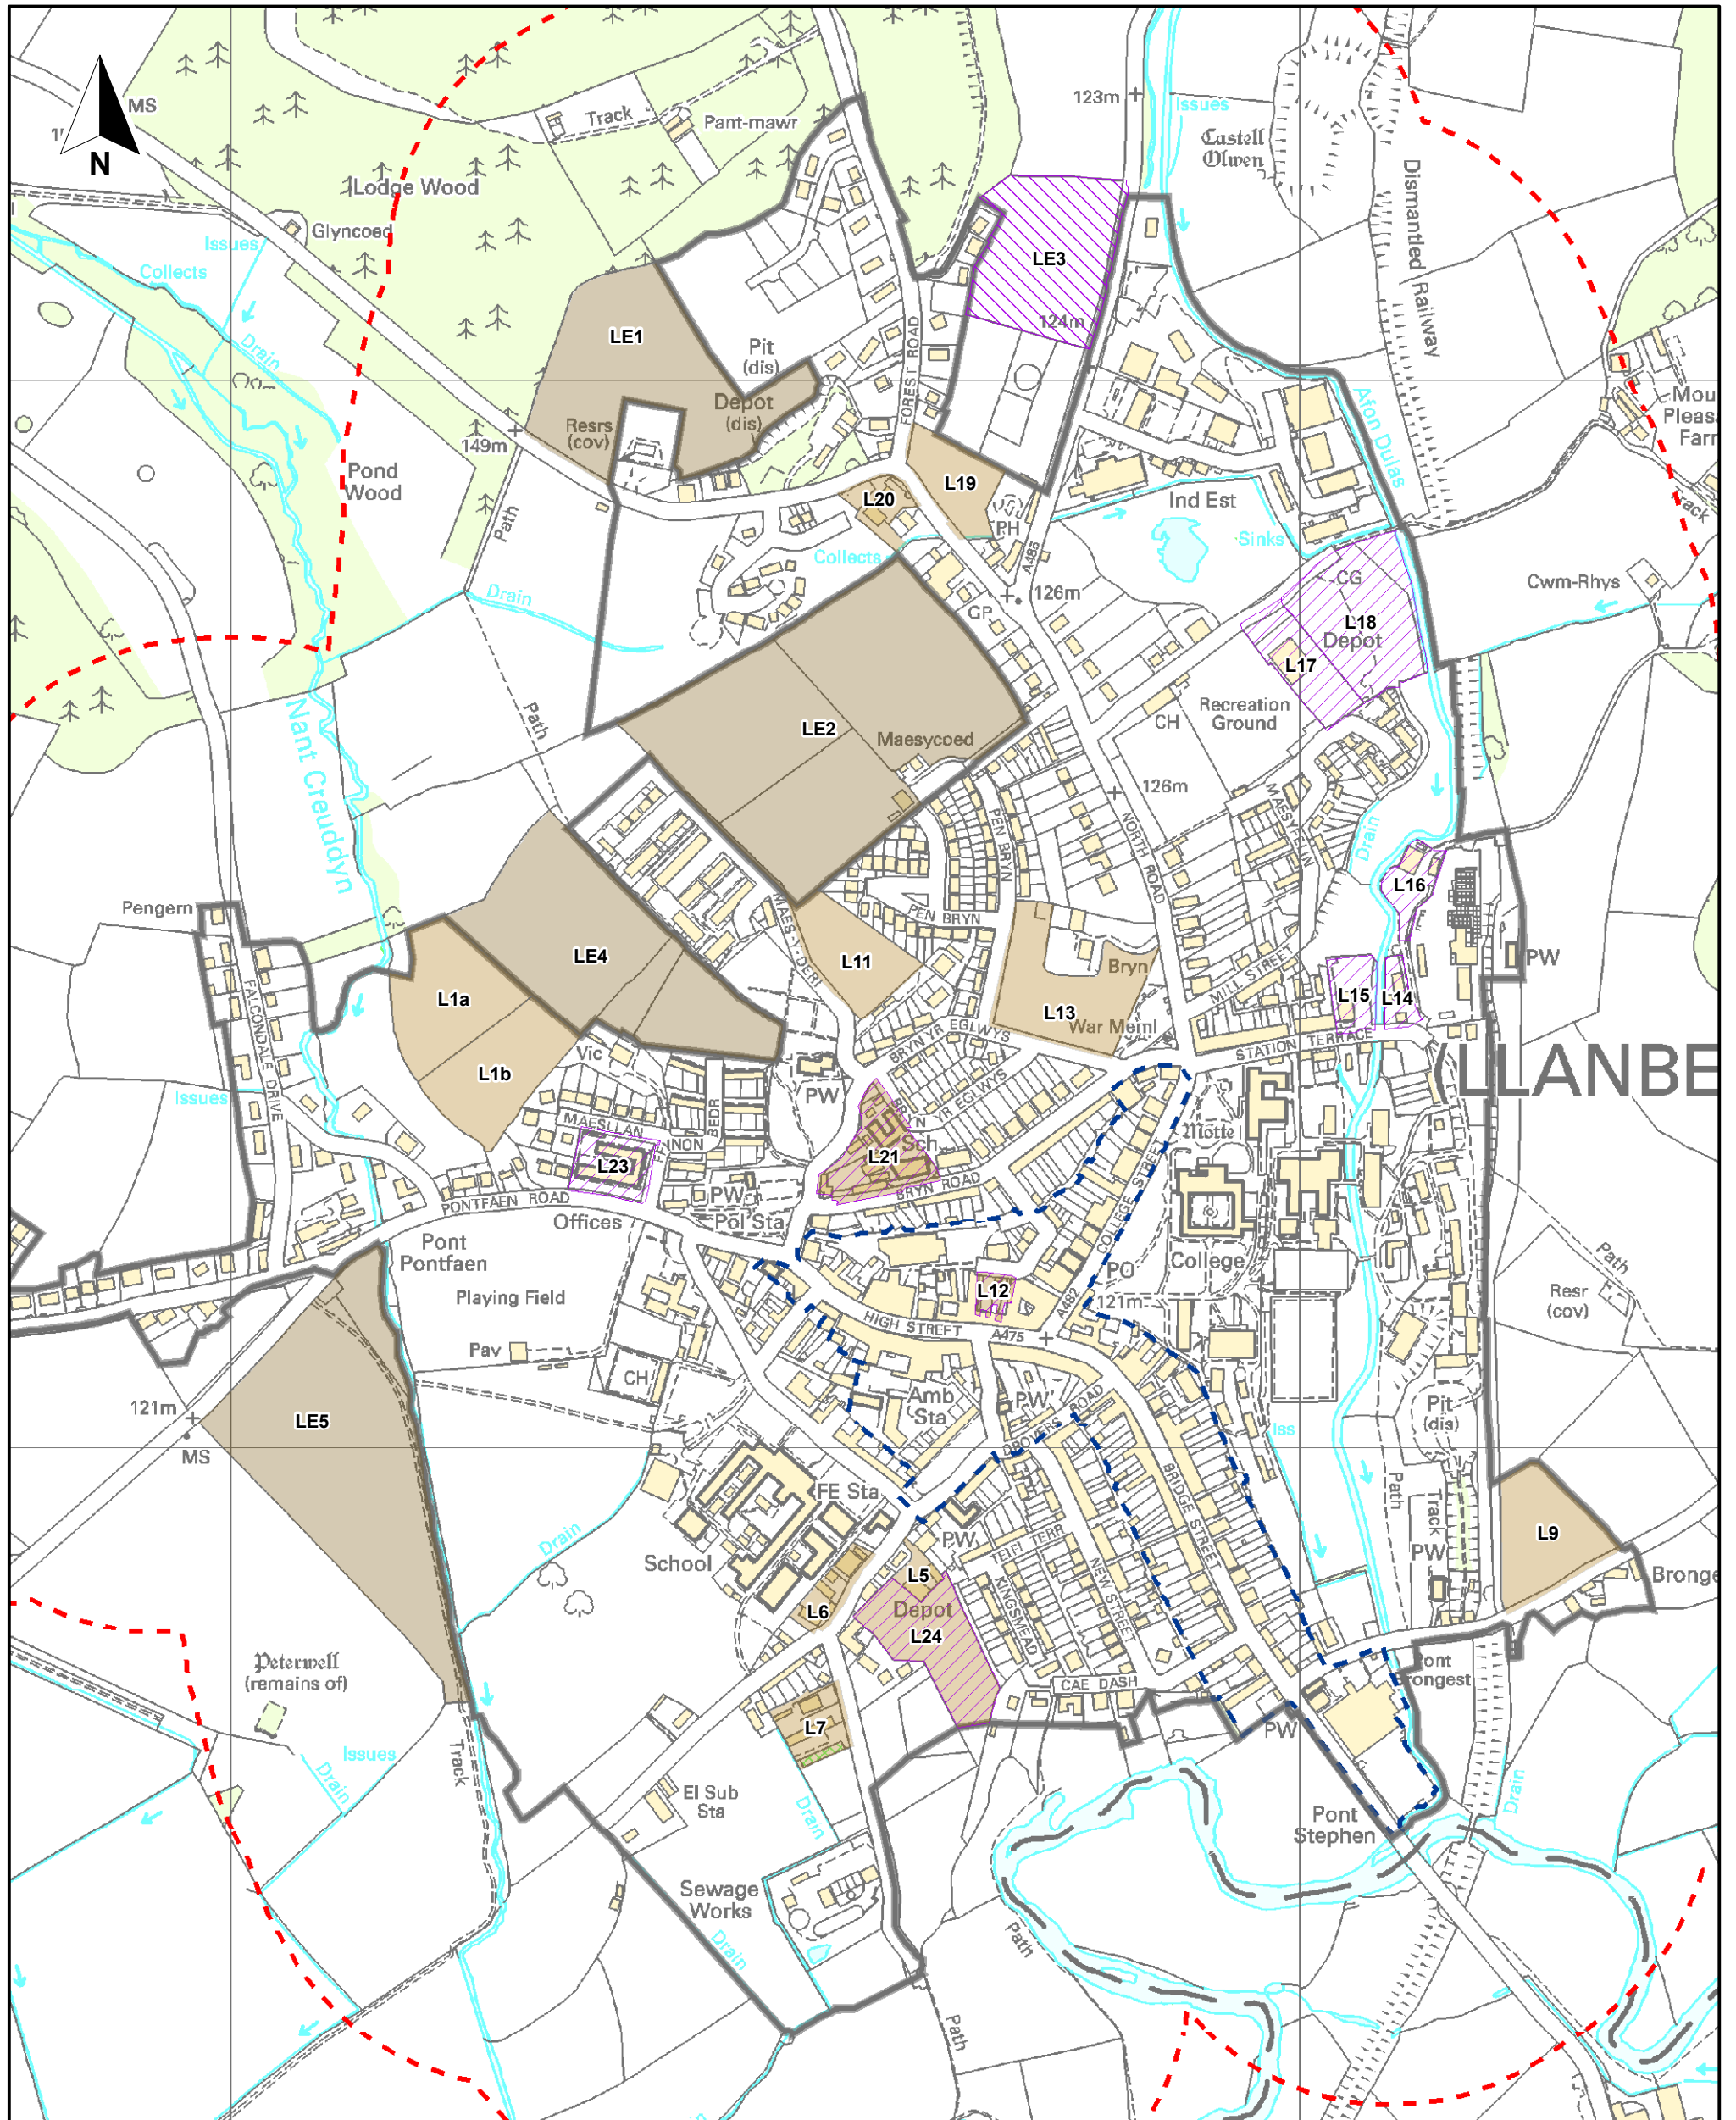 MS
N
Track
Pant-mawr
Lodge Wood
Glyncoed
Issues
Collects
Drain
123m
Issues
Castell
Olwen
Dismantled Railway
LE3
124m
LE1
Pit
(dis)
Depot
(dis)
Resrs
(cov)
149m
FOREST ROAD
Afon Dulas
Pond
Wood
Path
L20
L19
PH
A485
Ind Est
Sinks
Track
Collects
Drain
126m
GP
CG
L18
Depot
L17
Cwm-Rhys
Recreation
Ground
CH
Path
LE2
Maesycoed
Nant Creuddyn
126m
PEN BRYN
NORTH ROAD
MAESYFELIN
Drain
L16
Pengern
PEN BRYN
MAES-Y-DERI
LE4
L11
L1a
L13
Bryn
War Meml
MILL STREET
L15
L14
PW
FALCONDALE DRIVE
BRYN YR EGLWYS
STATION TERRACE
LLANBE
Vic
L1b
Issues
PW
BRYN YR EGLWYS
MAESLLAN
FFYNON BEDR
L23
Sch
L21
Motte
COLLEGE STREET
BRYN ROAD
PW
Pol Sta
PONTFAEN ROAD
Offices
Pont
Pontfaen
College
PO
Path
Resr
(cov)
Playing Field
L12
A482
121m
HIGH STREET
A475
Pav
CH
Amb
Sta
PW
121m
LE5
MS
Pit
(dis)
Iss
DROVERS ROAD
BRIDGE STREET
FE Sta
Path
Track
School
Drain
PW
TEIFI TERR
L9
PW
Bronge
L5
L6
Depot
L24
KINGSMEAD
NEW STREET
Peterwell
(remains of)
CAE DASH
Pont
Brongest
L7
PW
Issues
Drain
Track
El Sub
Sta
Drain
Pont
Stephen
Drain
Sewage
Works
Drain
Path
Path